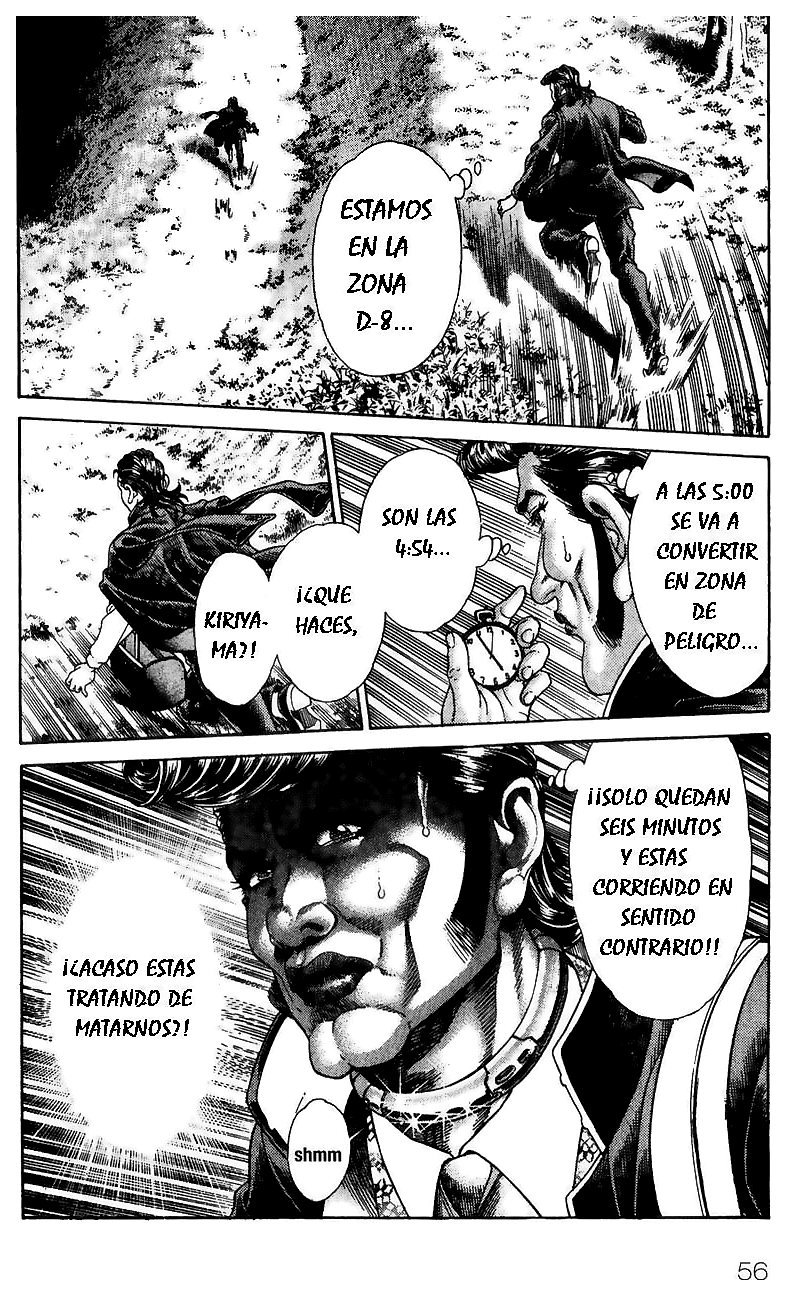 ESTAMOS
EN LA
ZONA
D-8...
A LAS 5:00
SE VA A
CONVERTIR
EN ZONA
DE
PELIGRO...
SON LAS
4:54...
¡¿QUE
HACES,
KIRIYA-
MA?!
¡¡SOLO QUEDAN
SEIS MINUTOS
Y ESTAS
CORRIENDO EN
SENTIDO
CONTRARIO!!
¡¿ACASO ESTAS
TRATANDO DE
MATARNOS?!
shmm
56